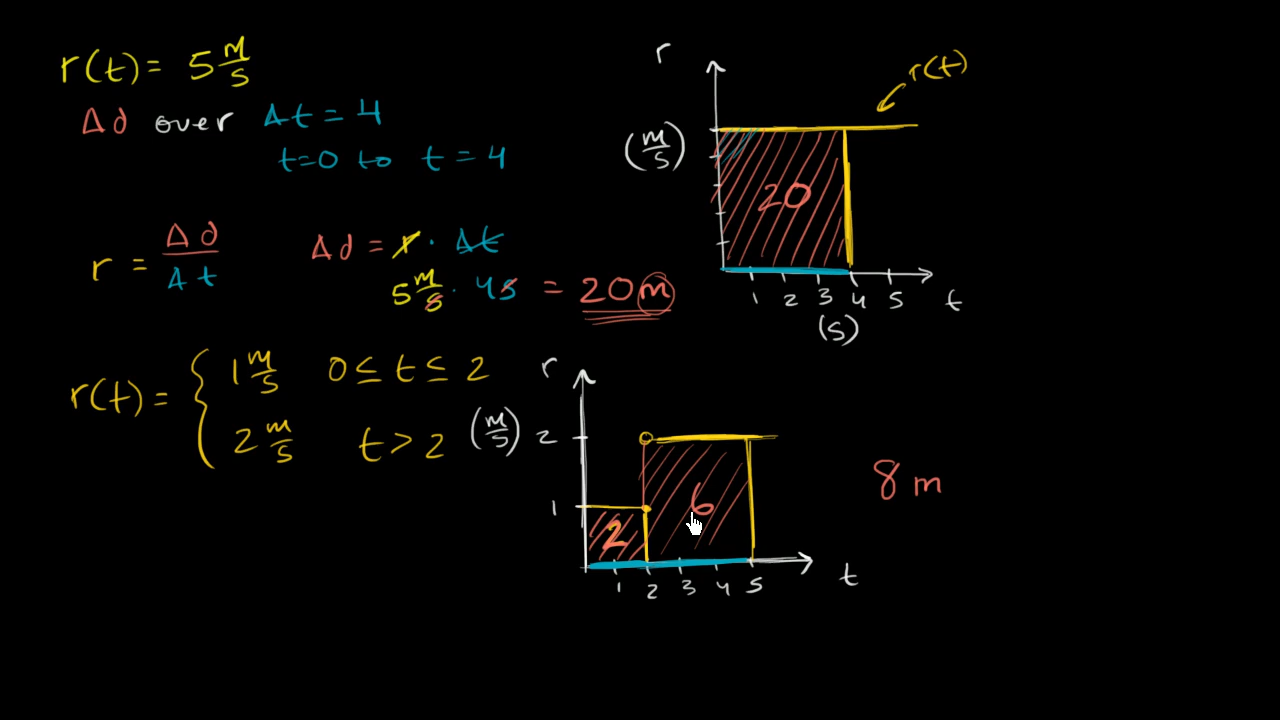 r(t) = 5 m/s
Δd over Δt = 4
t=0 to t = 4
r = Δd/Δt
Δd = r · Δt
5 m/s · 4s = 20m
r(t) = { 1 m/s 0 ≤ t ≤ 2
2 m/s t > 2
r
r(t)
(m/s)
20
1 2 3 4 5 t
(s)
r
(m/s) 2
1
2
6
8 m
1 2 3 4 5 t